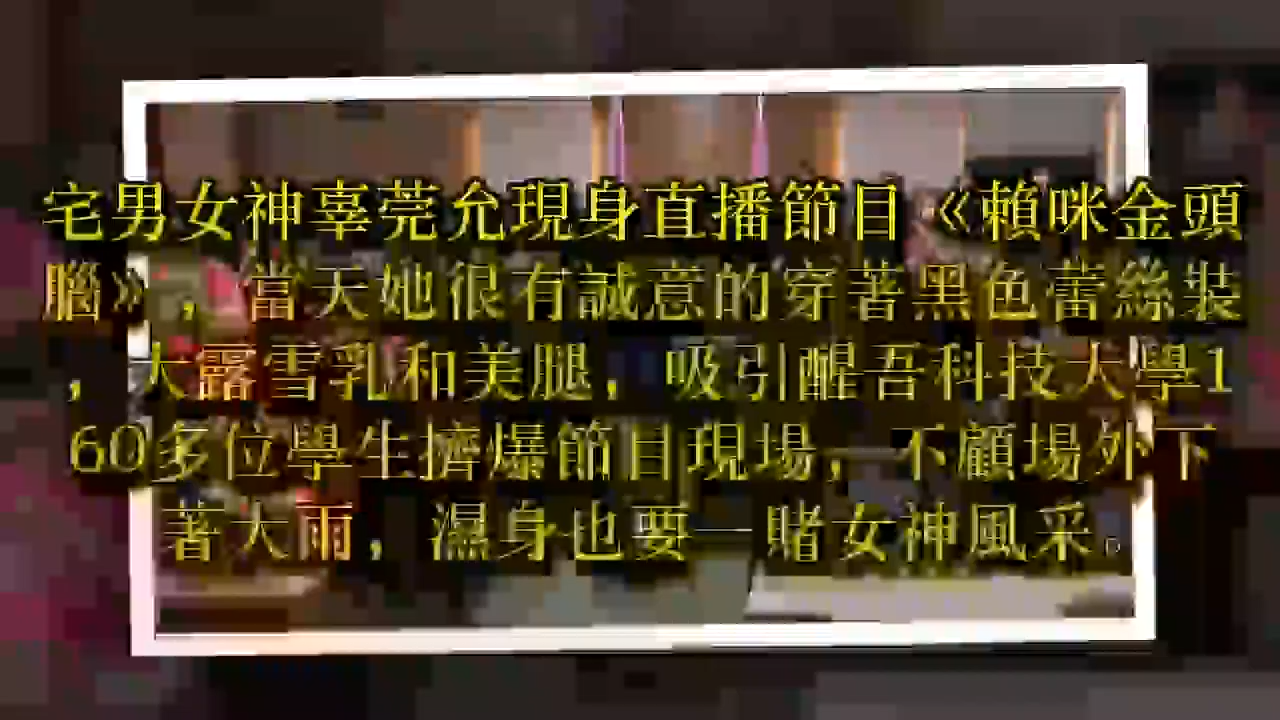 宅男女神辜莞允現身直播節目《賴咪金頭
腦》，當天她很有誠意的穿著黑色蕾絲裝
，大露雪乳和美腿，吸引醒吾科技大學1
60多位學生擠爆節目現場，不顧場外下
著大雨，濕身也要一賭女神風采。